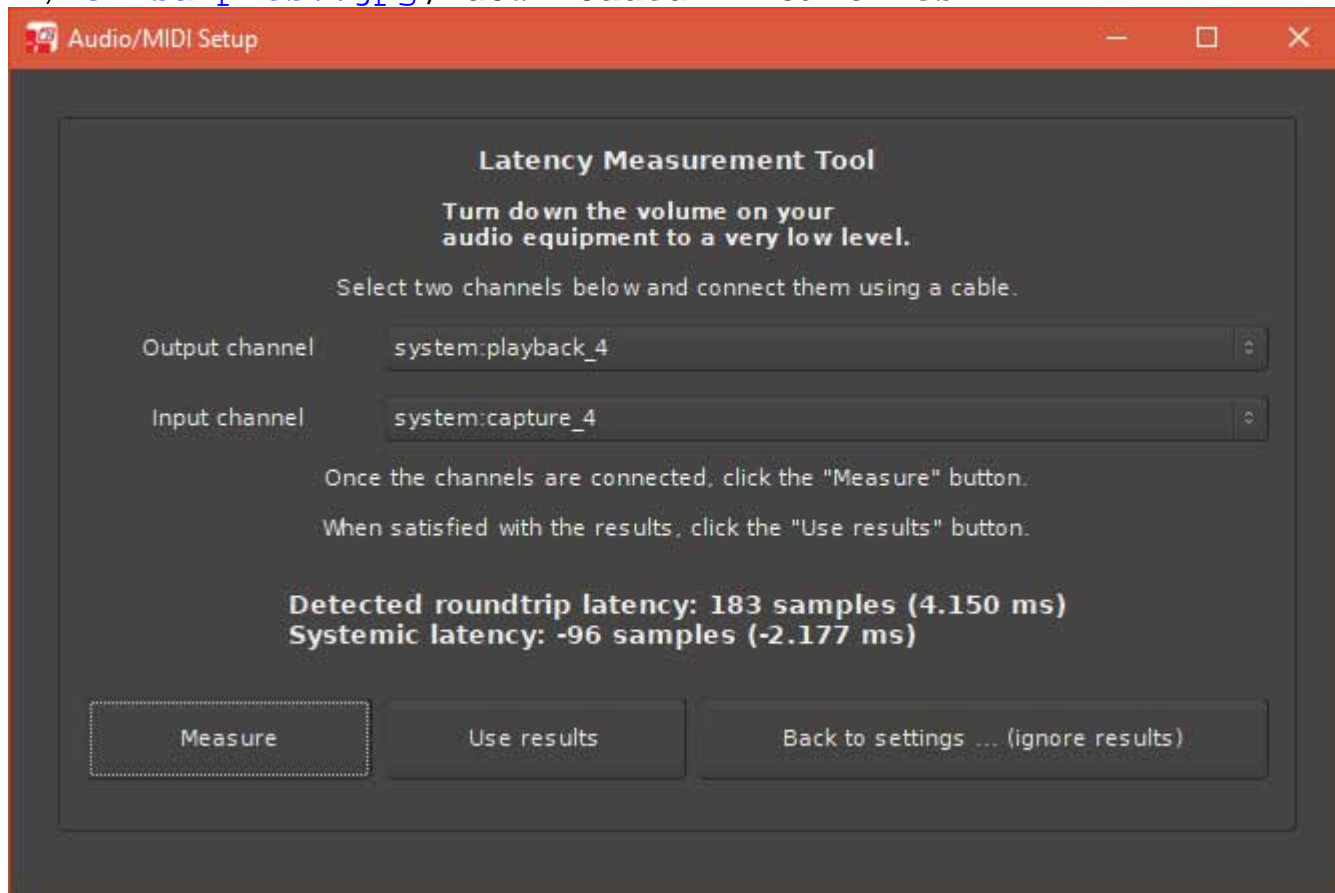 Audio/MIDI Setup
Latency Measurement Tool
Turn down the volume on your
audio equipment to a very low level.
Select two channels below and connect them using a cable.
Output channel system:playback_4
Input channel system:capture_4
Once the channels are connected, click the "Measure" button.
When satisfied with the results, click the "Use results" button.
Detected roundtrip latency: 183 samples (4.150 ms)
Systemic latency: -96 samples (-2.177 ms)
Measure Use results Back to settings ... (ignore results)